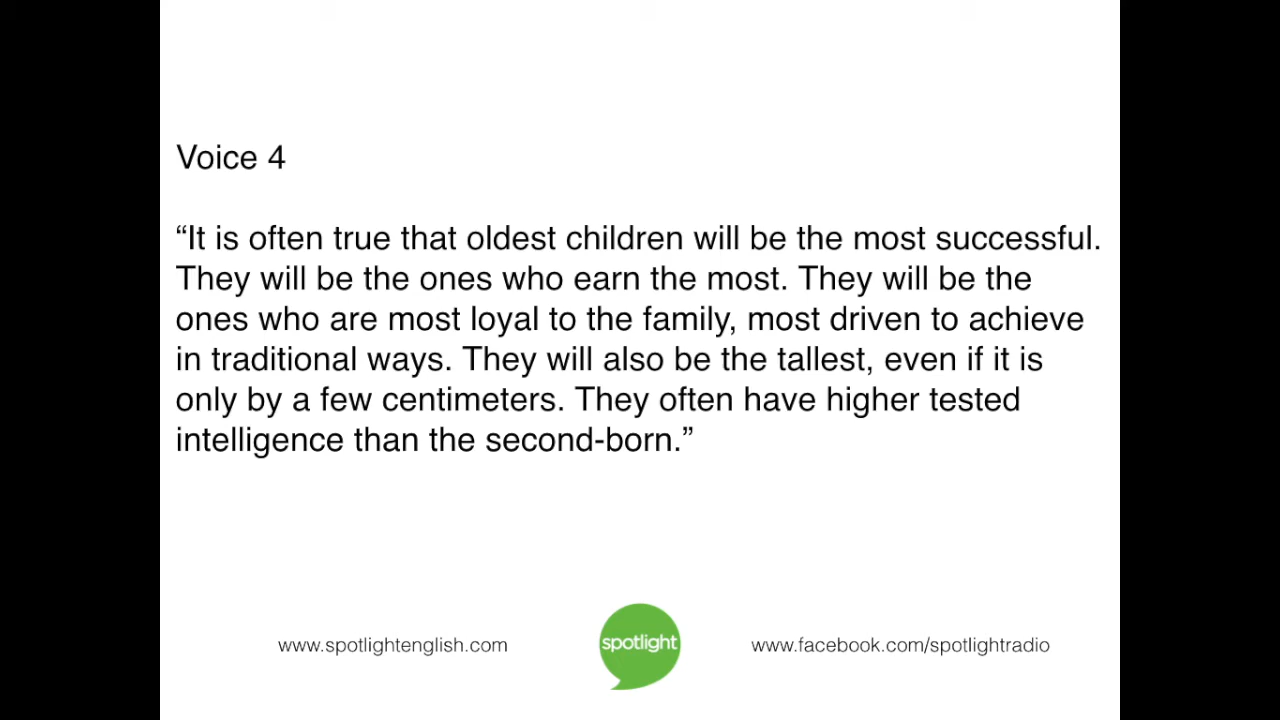 Voice 4
“It is often true that oldest children will be the most successful.
They will be the ones who earn the most. They will be the
ones who are most loyal to the family, most driven to achieve
in traditional ways. They will also be the tallest, even if it is
only by a few centimeters. They often have higher tested
intelligence than the second-born.”
www.spotlightenglish.com
spotlight
www.facebook.com/spotlightradio